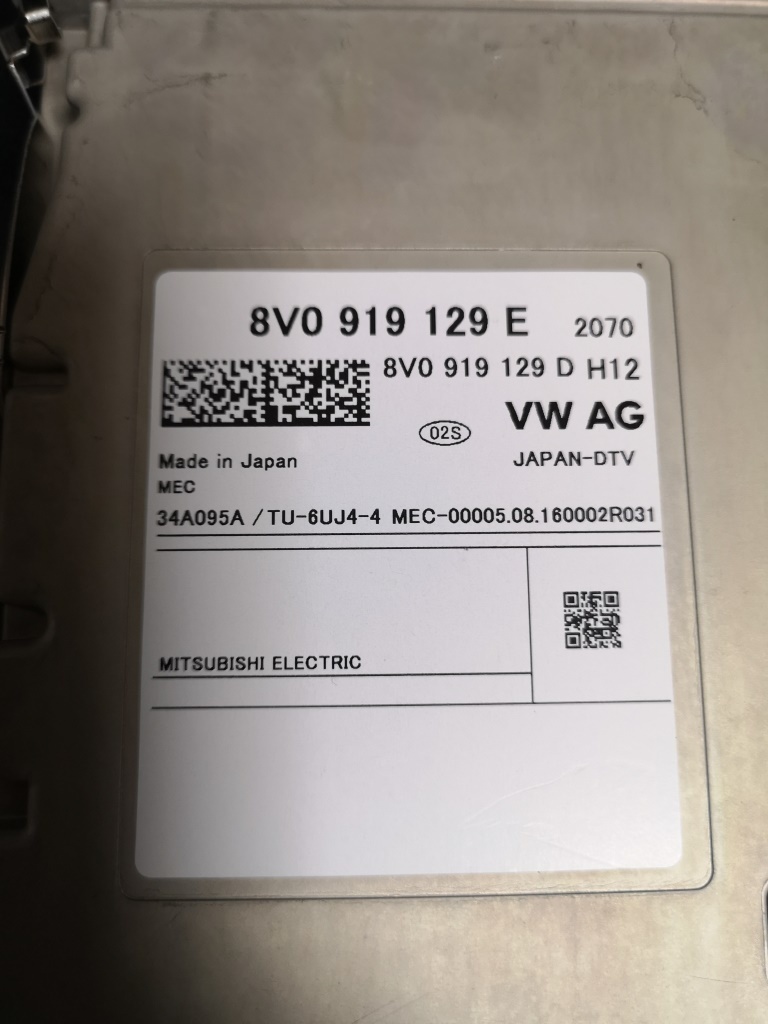 8V0 919 129 E 2070
8V0 919 129 D H12
VW AG
02S
Made in Japan
JAPAN-DTV
MEC
34A095A / TU-6UJ4-4 MEC-00005.08.160002R031
MITSUBISHI ELECTRIC